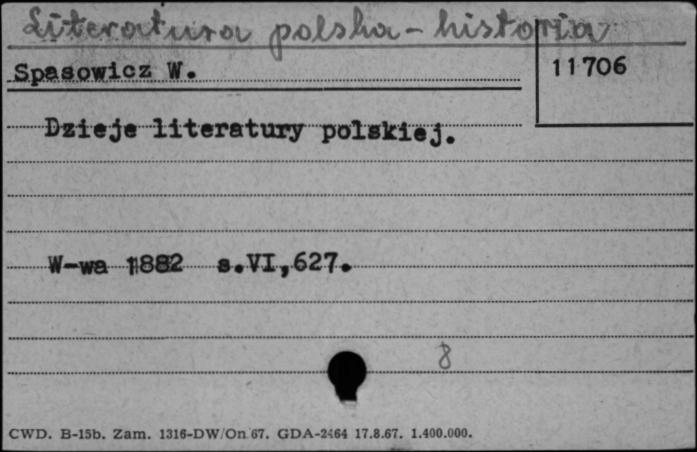 Literatura polska - historia
Spasowicz W.
11706
Dzieje literatury polskiej.
W-wa 1882 s.VI,627.
8
CWD. B-15b. Zam. 1316-DW/On 67. GDA-2464 17.8.67. 1.400.000.